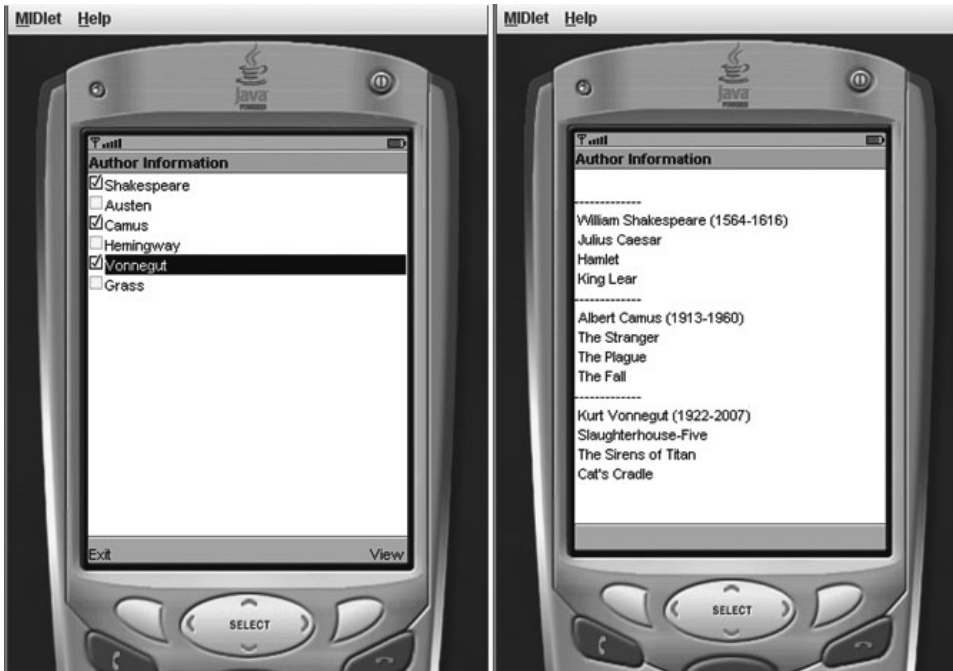 MIDlet Help
Java
POWERED
Author Information
Shakespeare
Austen
Camus
Hemingway
Vonnegut
Grass
Exit View
SELECT
MIDlet Help
Java
POWERED
Author Information
-------------
William Shakespeare (1564-1616)
Julius Caesar
Hamlet
King Lear
-------------
Albert Camus (1913-1960)
The Stranger
The Plague
The Fall
-------------
Kurt Vonnegut (1922-2007)
Slaughterhouse-Five
The Sirens of Titan
Cat's Cradle
SELECT